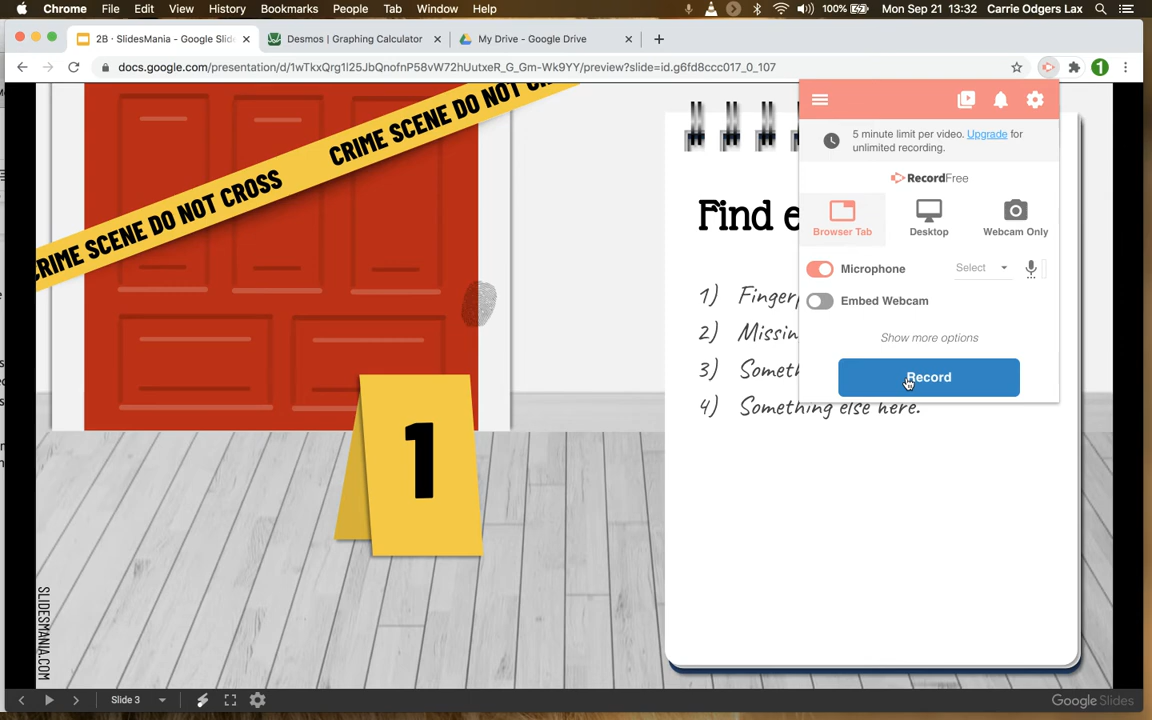 Chrome File Edit View History Bookmarks People Tab Window Help 100% Mon Sep 21 13:32 Carrie Odgers Lax
2B · SlidesMania - Google Slide Desmos | Graphing Calculator My Drive - Google Drive
docs.google.com/presentation/d/1wTkxQrg1l25JbQnofnP58vW72hUutxeR_G_Gm-Wk9YY/preview?slide=id.g6fd8ccc017_0_107
1
CRIME SCENE DO NOT CROSS
CRIME SCENE DO NOT
5 minute limit per video. Upgrade for
unlimited recording.
RecordFree
Browser Tab Desktop Webcam Only
Microphone Select
Embed Webcam
Show more options
Record
Find
1) Finger
2) Missin
3) Someth
4) Something else here.
1
SLIDESMANIA.COM
Slide 3
Google Slides